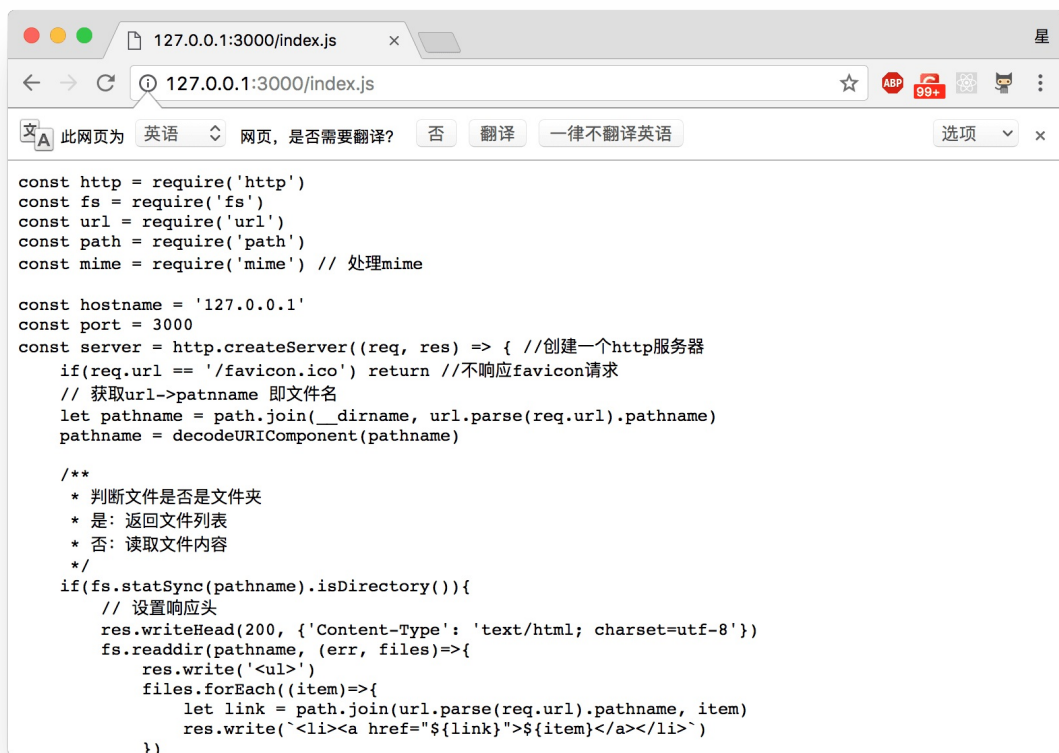 127.0.0.1:3000/index.js
星
127.0.0.1:3000/index.js
ABP
99+
文A 此网页为 英语 网页，是否需要翻译？ 否 翻译 一律不翻译英语 选项
const http = require('http')
const fs = require('fs')
const url = require('url')
const path = require('path')
const mime = require('mime') // 处理mime
const hostname = '127.0.0.1'
const port = 3000
const server = http.createServer((req, res) => { //创建一个http服务器
    if(req.url == '/favicon.ico') return //不响应favicon请求
    // 获取url->patnname 即文件名
    let pathname = path.join(__dirname, url.parse(req.url).pathname)
    pathname = decodeURIComponent(pathname)
    /**
     * 判断文件是否是文件夹
     * 是：返回文件列表
     * 否：读取文件内容
     */
    if(fs.statSync(pathname).isDirectory()){
        // 设置响应头
        res.writeHead(200, {'Content-Type': 'text/html; charset=utf-8'})
        fs.readdir(pathname, (err, files)=>{
            res.write('<ul>')
            files.forEach((item)=>{
                let link = path.join(url.parse(req.url).pathname, item)
                res.write(`<li><a href="${link}">${item}</a></li>`)
            })